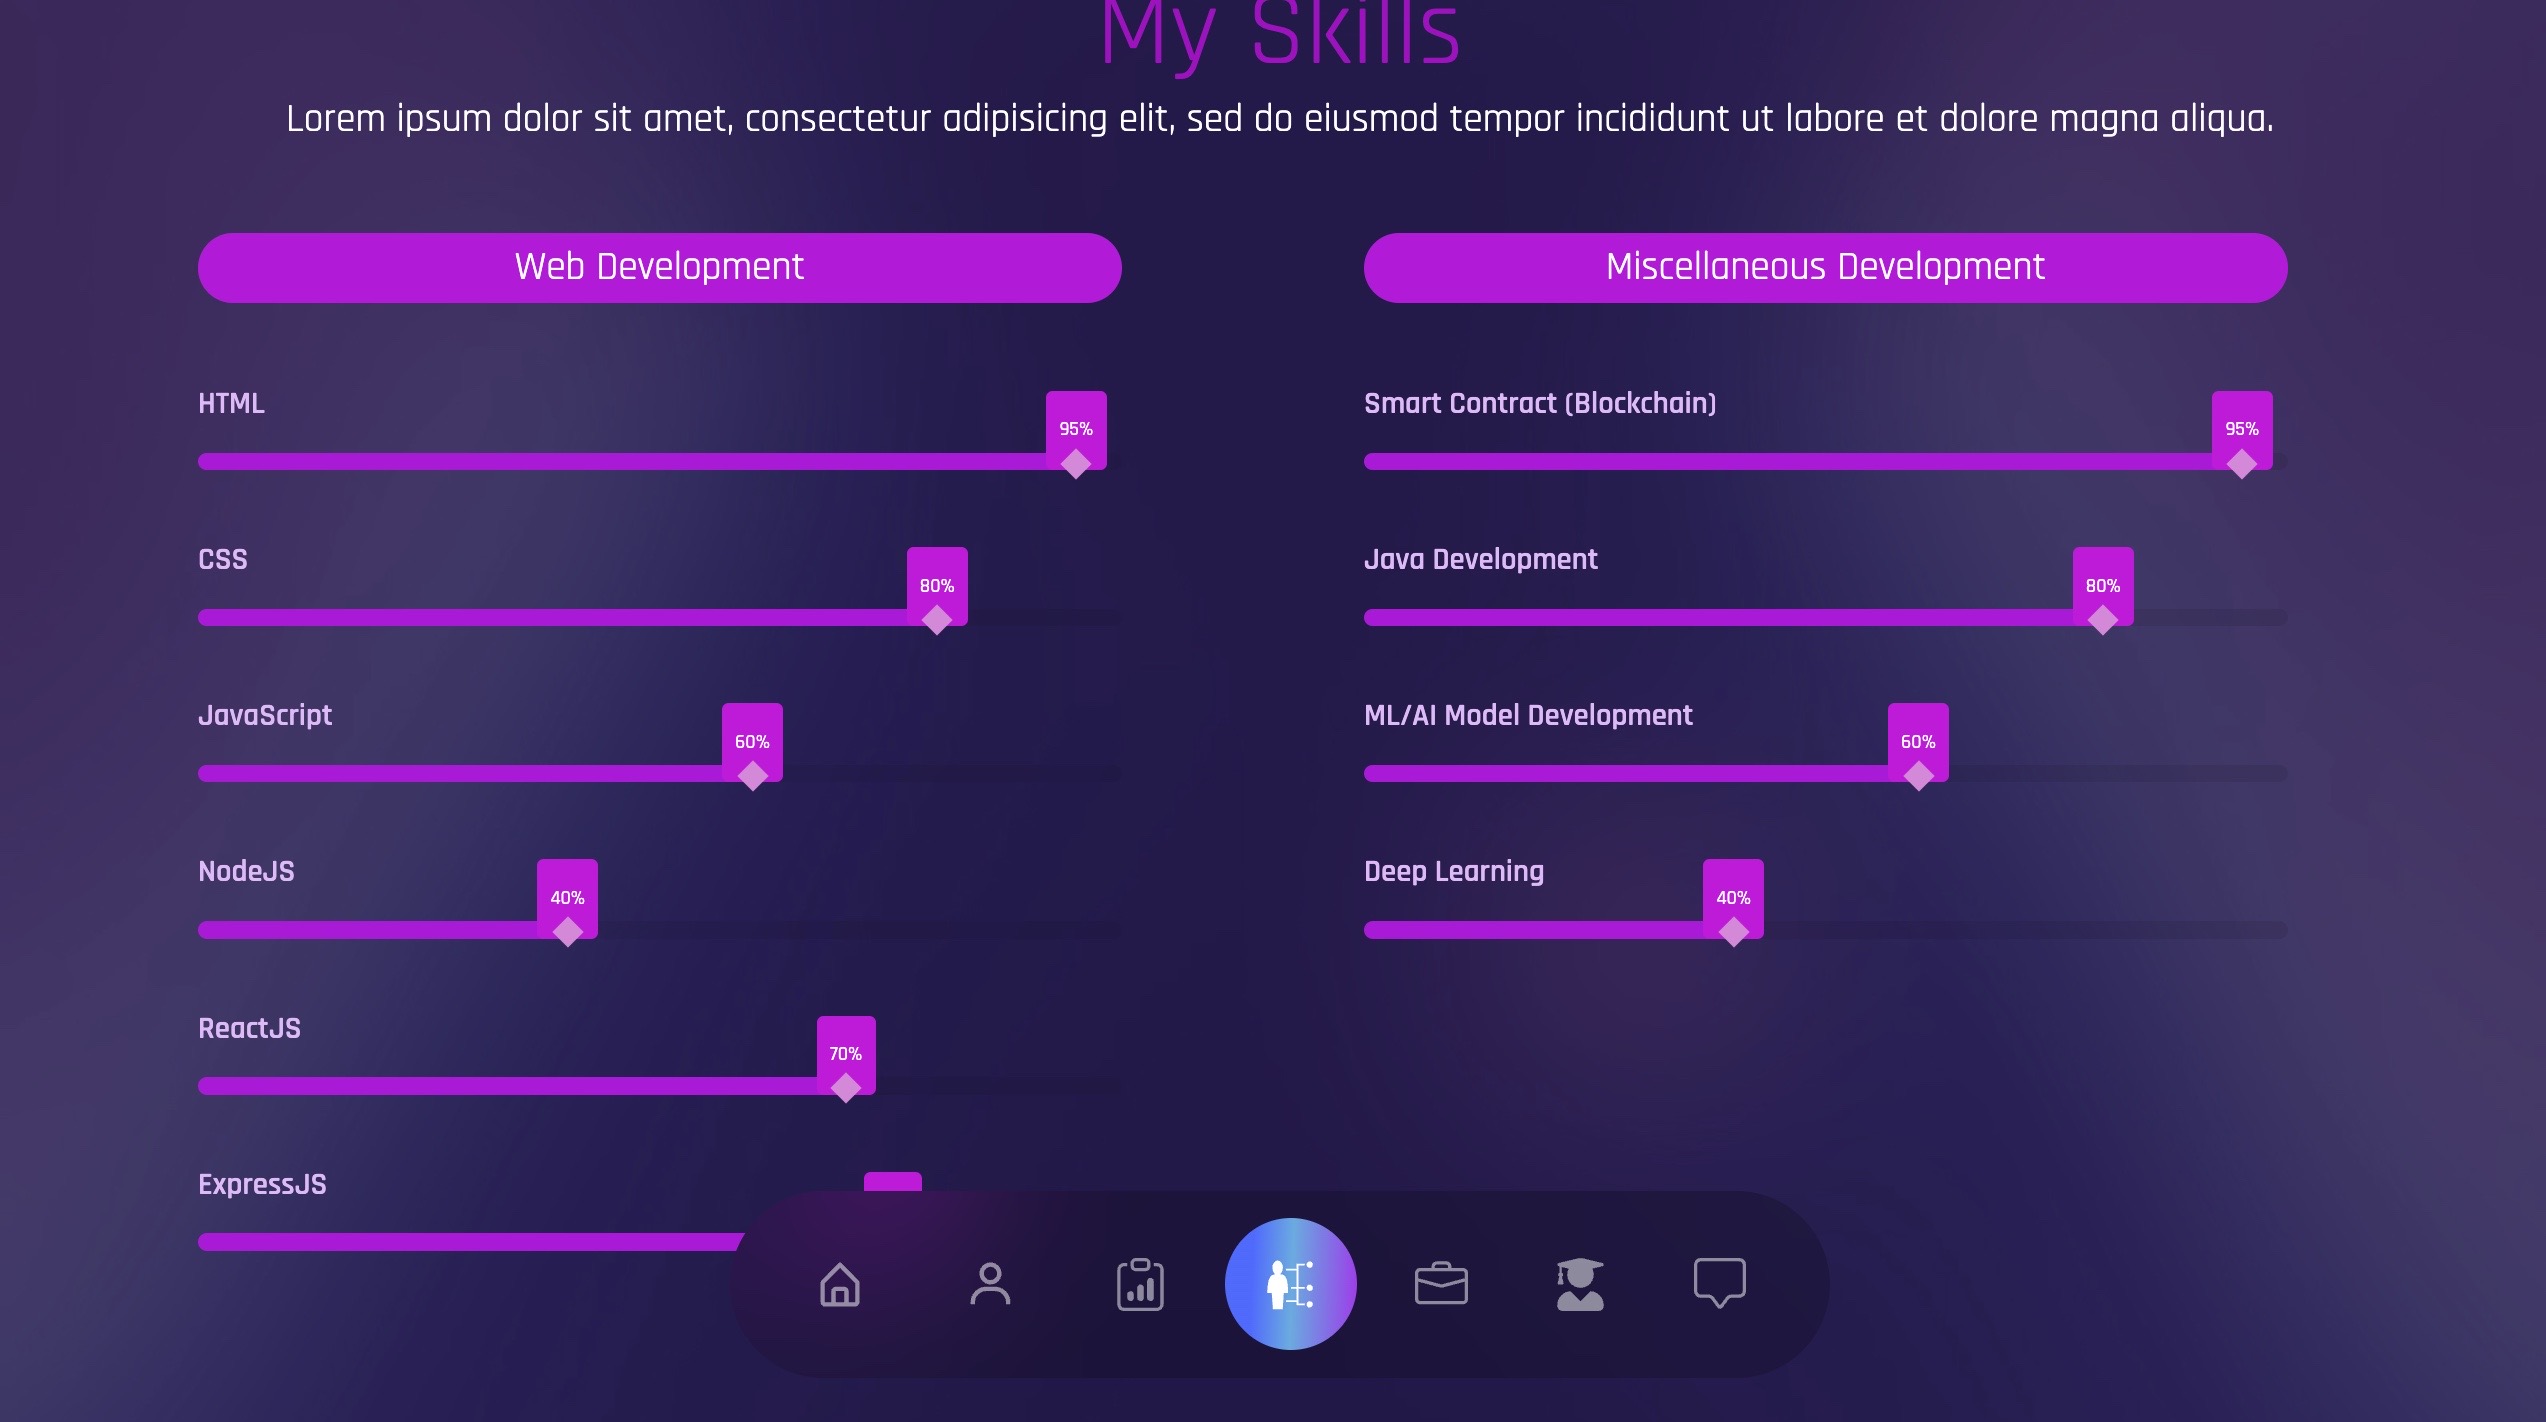 My Skills
Lorem ipsum dolor sit amet, consectetur adipisicing elit, sed do eiusmod tempor incididunt ut labore et dolore magna aliqua.
Web Development
HTML
95%
CSS
80%
JavaScript
60%
NodeJS
40%
ReactJS
70%
ExpressJS
Miscellaneous Development
Smart Contract (Blockchain)
95%
Java Development
80%
ML/AI Model Development
60%
Deep Learning
40%